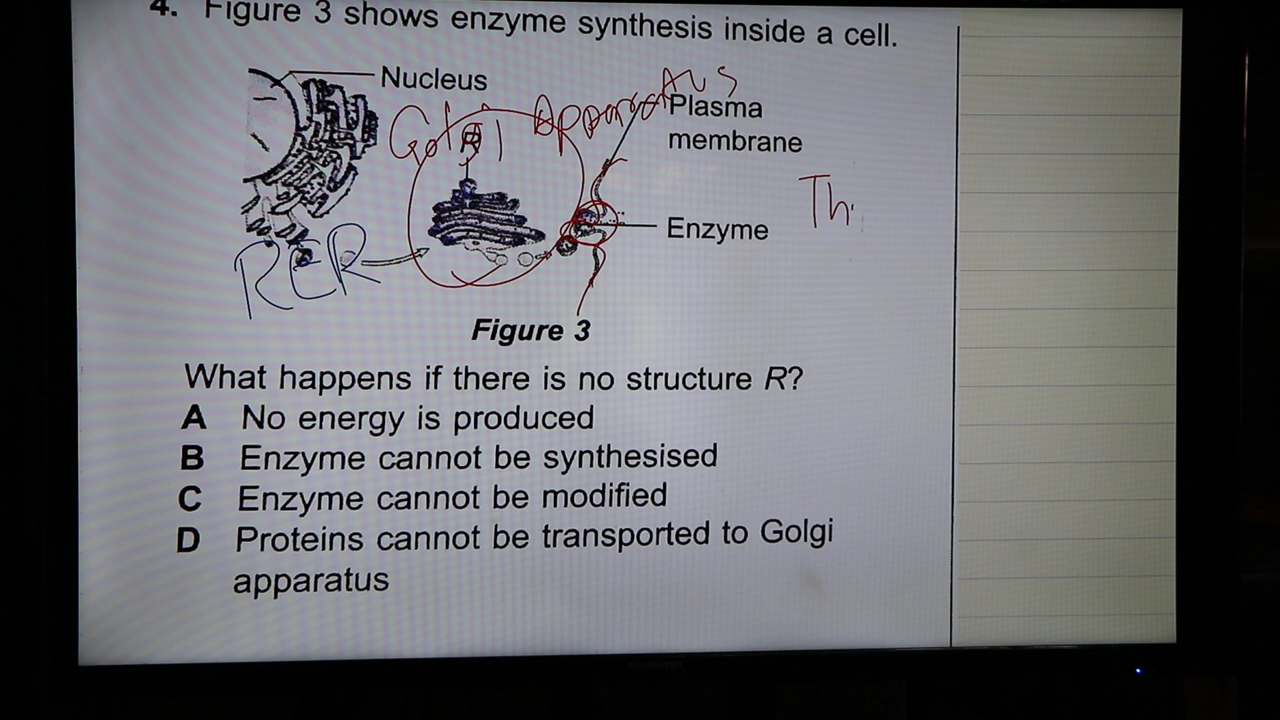 4. Figure 3 shows enzyme synthesis inside a cell.
Nucleus
Golgi Apparatus
R
Plasma
membrane
Th
Enzyme
RER
Figure 3
What happens if there is no structure R?
A No energy is produced
B Enzyme cannot be synthesised
C Enzyme cannot be modified
D Proteins cannot be transported to Golgi
apparatus